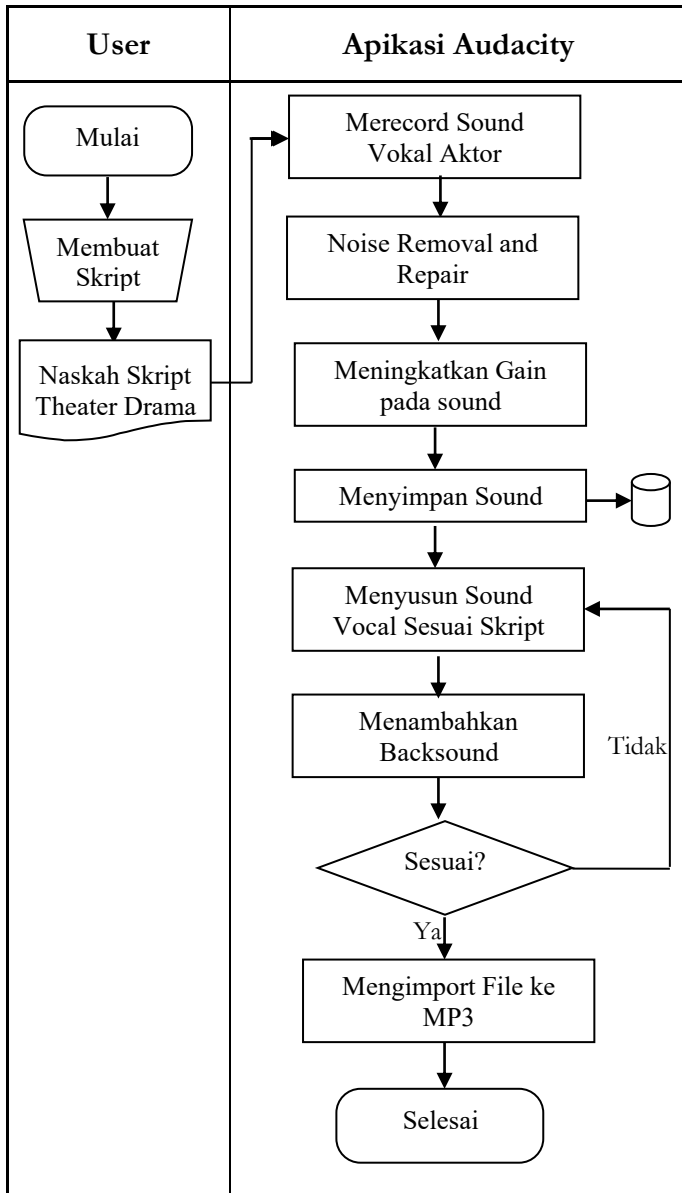 User
Apikasi Audacity
Mulai
Membuat
Skript
Naskah Skript
Theater Drama
Merecord Sound
Vokal Aktor
Noise Removal and
Repair
Meningkatkan Gain
pada sound
Menyimpan Sound
Menyusun Sound
Vocal Sesuai Skript
Menambahkan
Backsound
Tidak
Sesuai?
Ya
Mengimport File ke
MP3
Selesai